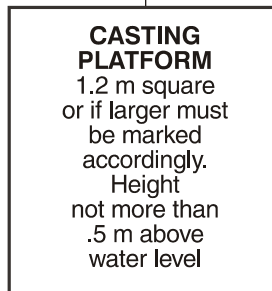 CASTING
PLATFORM
1.2 m square
or if larger must
be marked
accordingly.
Height
not more than
.5 m above
water level